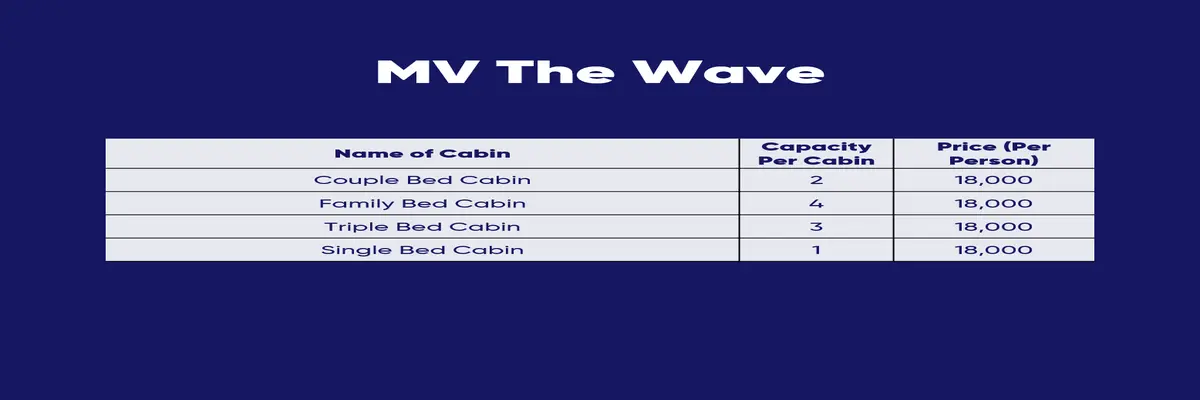 MV The Wave
Name of Cabin Capacity Per Cabin Price (Per Person)
Couple Bed Cabin 2 18,000
Family Bed Cabin 4 18,000
Triple Bed Cabin 3 18,000
Single Bed Cabin 1 18,000